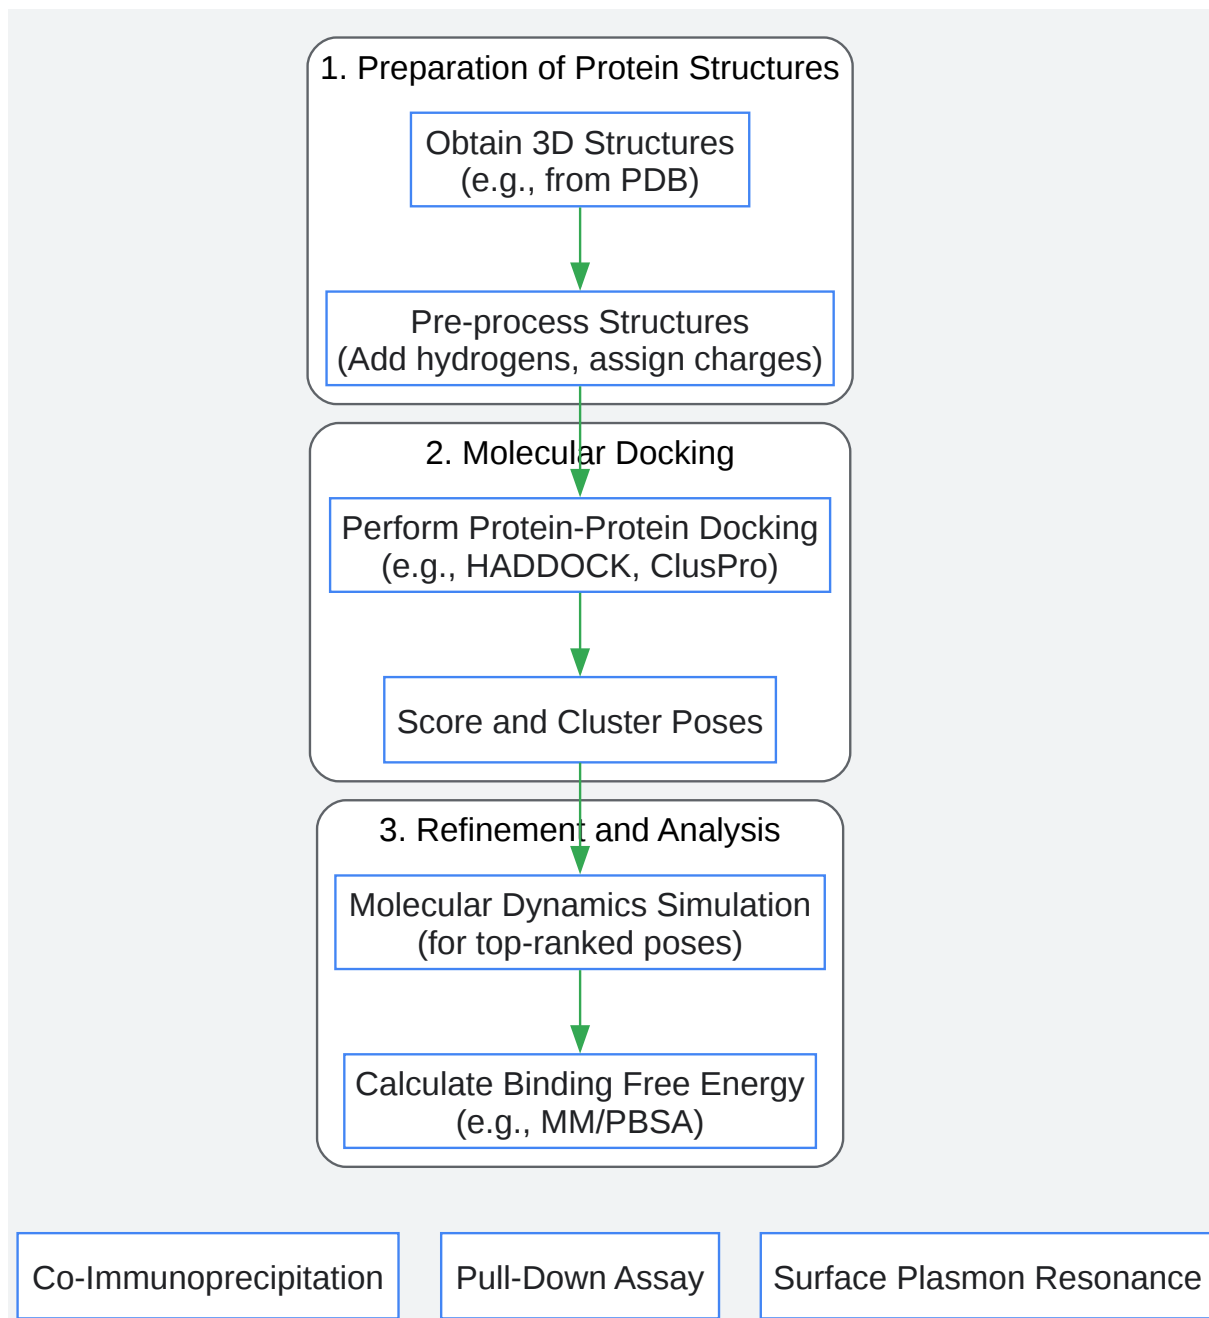 1. Preparation of Protein Structures
Obtain 3D Structures
(e.g., from PDB)
Pre-process Structures
(Add hydrogens, assign charges)
2. Molecular Docking
Perform Protein-Protein Docking
(e.g., HADDOCK, ClusPro)
Score and Cluster Poses
3. Refinement and Analysis
Molecular Dynamics Simulation
(for top-ranked poses)
Calculate Binding Free Energy
(e.g., MM/PBSA)
Co-Immunoprecipitation
Pull-Down Assay
Surface Plasmon Resonance